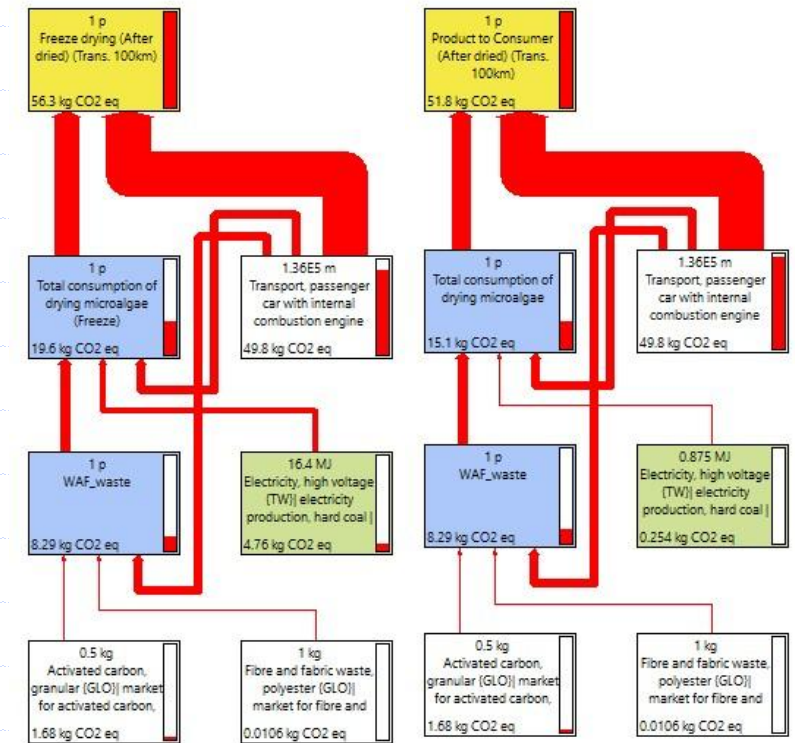 1 p
Freeze drying (After
dried) (Trans. 100km)
56.3 kg CO2 eq
1 p
Product to Consumer
(After dried) (Trans.
100km)
51.8 kg CO2 eq
1 p
Total consumption of
drying microalgae
(Freeze)
19.6 kg CO2 eq
1.36E5 m
Transport, passenger
car with internal
combustion engine
49.8 kg CO2 eq
1 p
Total consumption of
drying microalgae
15.1 kg CO2 eq
1.36E5 m
Transport, passenger
car with internal
combustion engine
49.8 kg CO2 eq
1 p
WAF_waste
8.29 kg CO2 eq
16.4 MJ
Electricity, high voltage
{TW}| electricity
production, hard coal |
4.76 kg CO2 eq
1 p
WAF_waste
8.29 kg CO2 eq
0.875 MJ
Electricity, high voltage
{TW}| electricity
production, hard coal |
0.254 kg CO2 eq
0.5 kg
Activated carbon,
granular {GLO}| market
for activated carbon,
1.68 kg CO2 eq
1 kg
Fibre and fabric waste,
polyester {GLO}|
market for fibre and
0.0106 kg CO2 eq
0.5 kg
Activated carbon,
granular {GLO}| market
for activated carbon,
1.68 kg CO2 eq
1 kg
Fibre and fabric waste,
polyester {GLO}|
market for fibre and
0.0106 kg CO2 eq